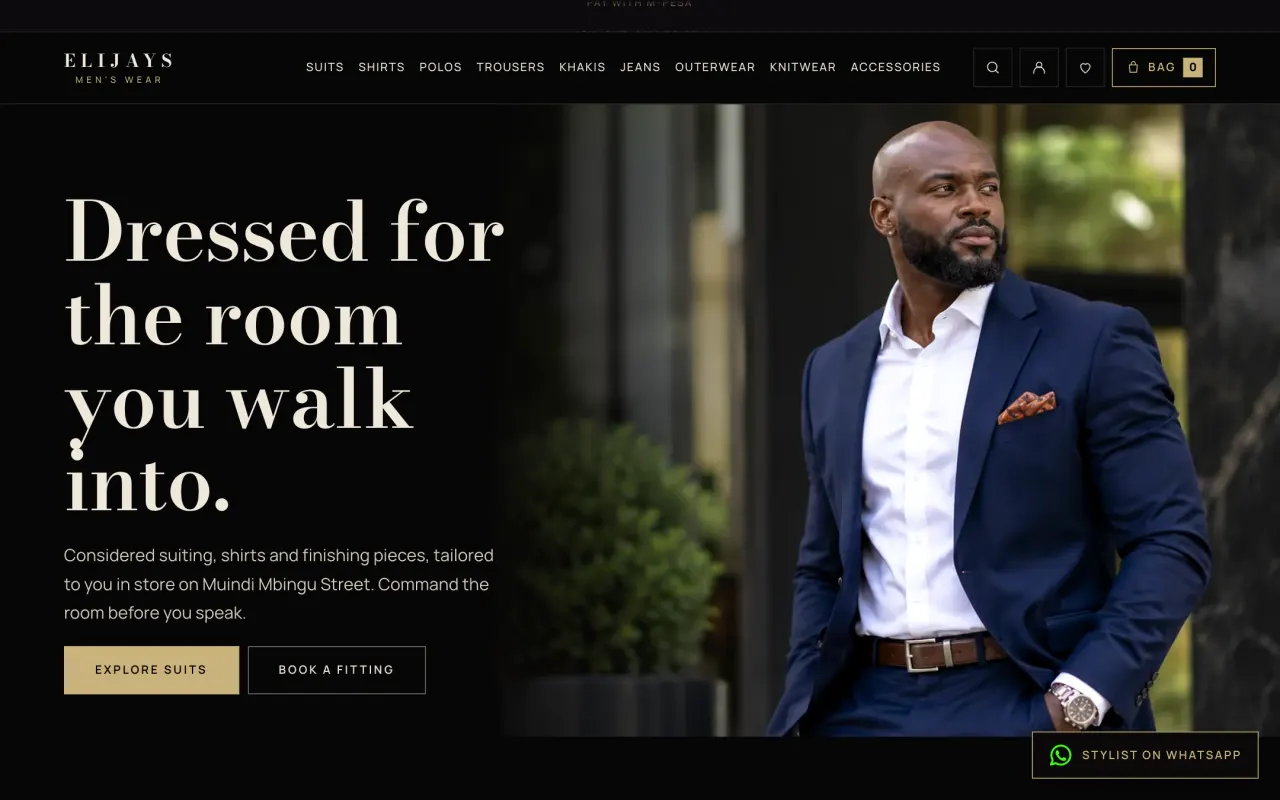 PAY WITH M-PESA
ELIJAYS
MEN'S WEAR
SUITS SHIRTS POLOS TROUSERS KHAKIS JEANS OUTERWEAR KNITWEAR ACCESSORIES
BAG 0
Dressed for
the room
you walk
into.
Considered suiting, shirts and finishing pieces, tailored
to you in store on Muindi Mbingu Street. Command the
room before you speak.
EXPLORE SUITS
BOOK A FITTING
STYLIST ON WHATSAPP